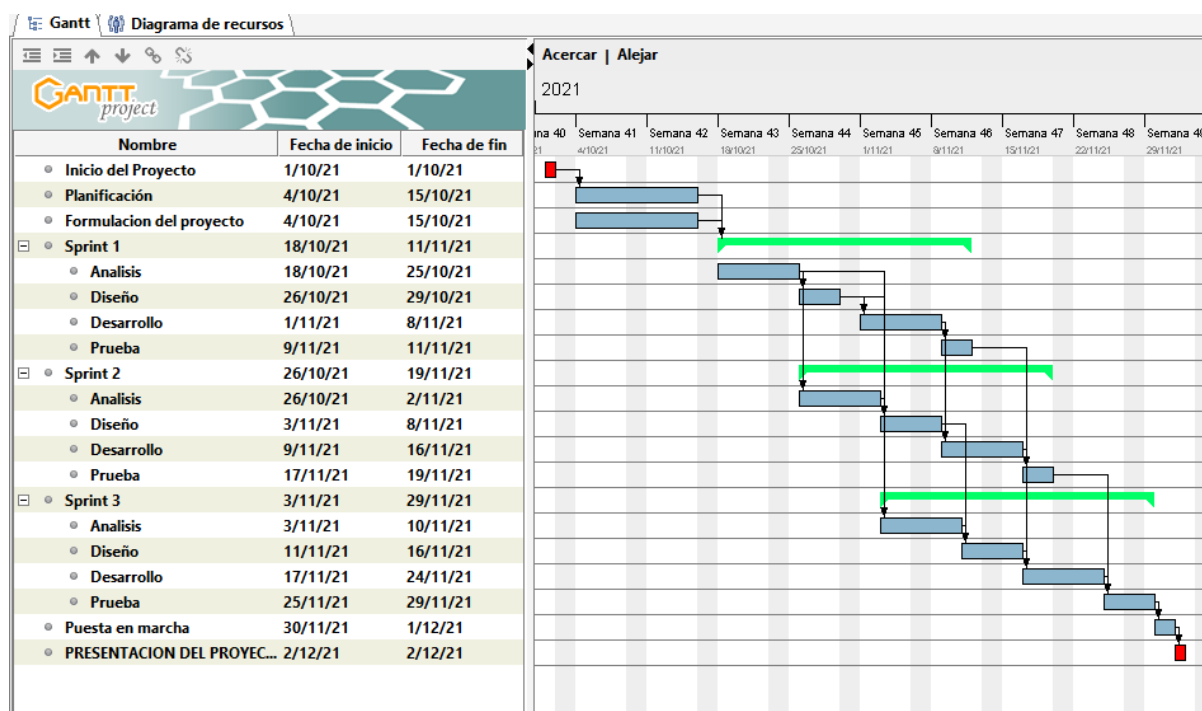 Gantt Diagrama de recursos
Acercar | Alejar
GANTT
project
2021
ana 40 Semana 41 Semana 42 Semana 43 Semana 44 Semana 45 Semana 46 Semana 47 Semana 48 Semana 4
21 4/10/21 11/10/21 18/10/21 25/10/21 1/11/21 8/11/21 15/11/21 22/11/21 29/11/21
Nombre Fecha de inicio Fecha de fin
Inicio del Proyecto 1/10/21 1/10/21
Planificación 4/10/21 15/10/21
Formulacion del proyecto 4/10/21 15/10/21
Sprint 1 18/10/21 11/11/21
Analisis 18/10/21 25/10/21
Diseño 26/10/21 29/10/21
Desarrollo 1/11/21 8/11/21
Prueba 9/11/21 11/11/21
Sprint 2 26/10/21 19/11/21
Analisis 26/10/21 2/11/21
Diseño 3/11/21 8/11/21
Desarrollo 9/11/21 16/11/21
Prueba 17/11/21 19/11/21
Sprint 3 3/11/21 29/11/21
Analisis 3/11/21 10/11/21
Diseño 11/11/21 16/11/21
Desarrollo 17/11/21 24/11/21
Prueba 25/11/21 29/11/21
Puesta en marcha 30/11/21 1/12/21
PRESENTACION DEL PROYEC... 2/12/21 2/12/21